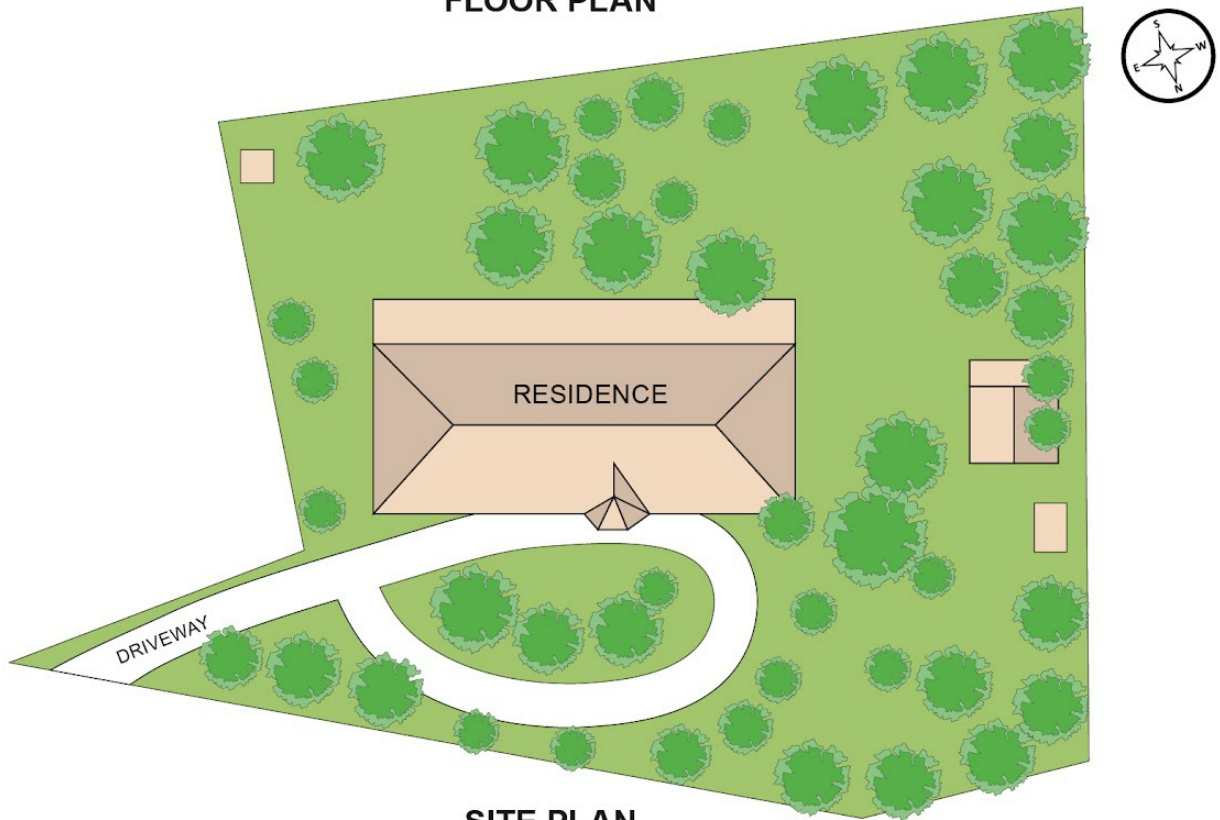 FLOOR PLAN
S
W
E
N
RESIDENCE
DRIVEWAY
SITE PLAN